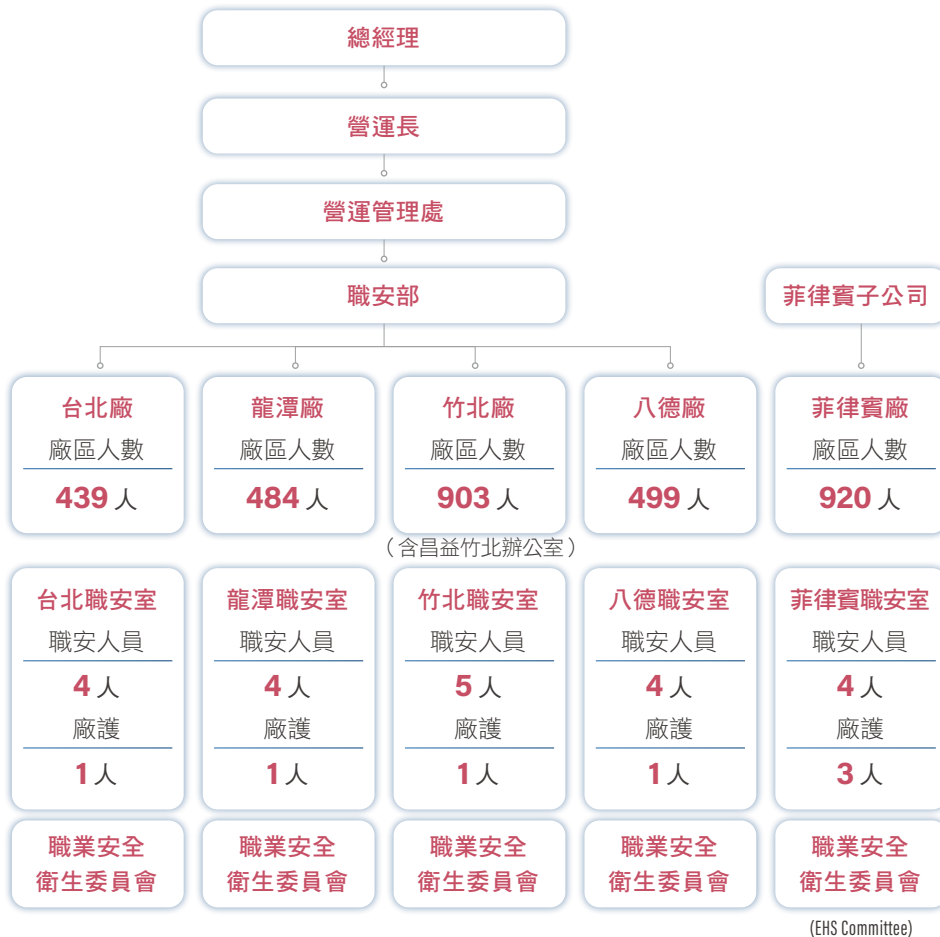 總經理
營運長
營運管理處
職安部
菲律賓子公司
台北廠
廠區人數
439 人
龍潭廠
廠區人數
484 人
竹北廠
廠區人數
903 人
(含昌益竹北辦公室)
八德廠
廠區人數
499 人
菲律賓廠
廠區人數
920 人
台北職安室
職安人員
4 人
廠護
1 人
龍潭職安室
職安人員
4 人
廠護
1 人
竹北職安室
職安人員
5 人
廠護
1 人
八德職安室
職安人員
4 人
廠護
1 人
菲律賓職安室
職安人員
4 人
廠護
3 人
職業安全
衛生委員會
職業安全
衛生委員會
職業安全
衛生委員會
職業安全
衛生委員會
職業安全
衛生委員會
(EHS Committee)